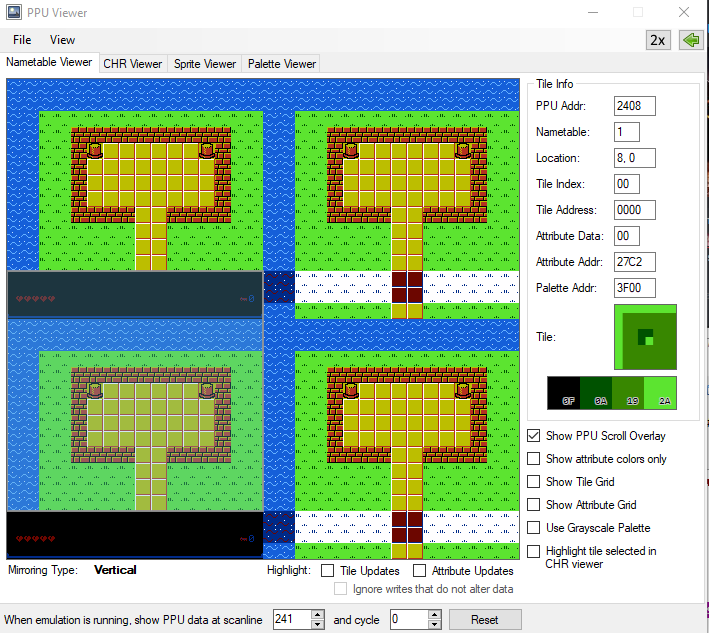 PPU Viewer
File View
2x
Nametable Viewer CHR Viewer Sprite Viewer Palette Viewer
Tile Info
PPU Addr: 2408
Nametable: 1
Location: 8, 0
Tile Index: 00
Tile Address: 0000
Attribute Data: 00
Attribute Addr: 27C2
Palette Addr: 3F00
Tile:
0F 0A 19 2A
Show PPU Scroll Overlay
Show attribute colors only
Show Tile Grid
Show Attribute Grid
Use Grayscale Palette
Highlight tile selected in
CHR viewer
0
0
Mirroring Type: Vertical
Highlight: Tile Updates Attribute Updates
Ignore writes that do not alter data
When emulation is running, show PPU data at scanline 241 and cycle 0 Reset